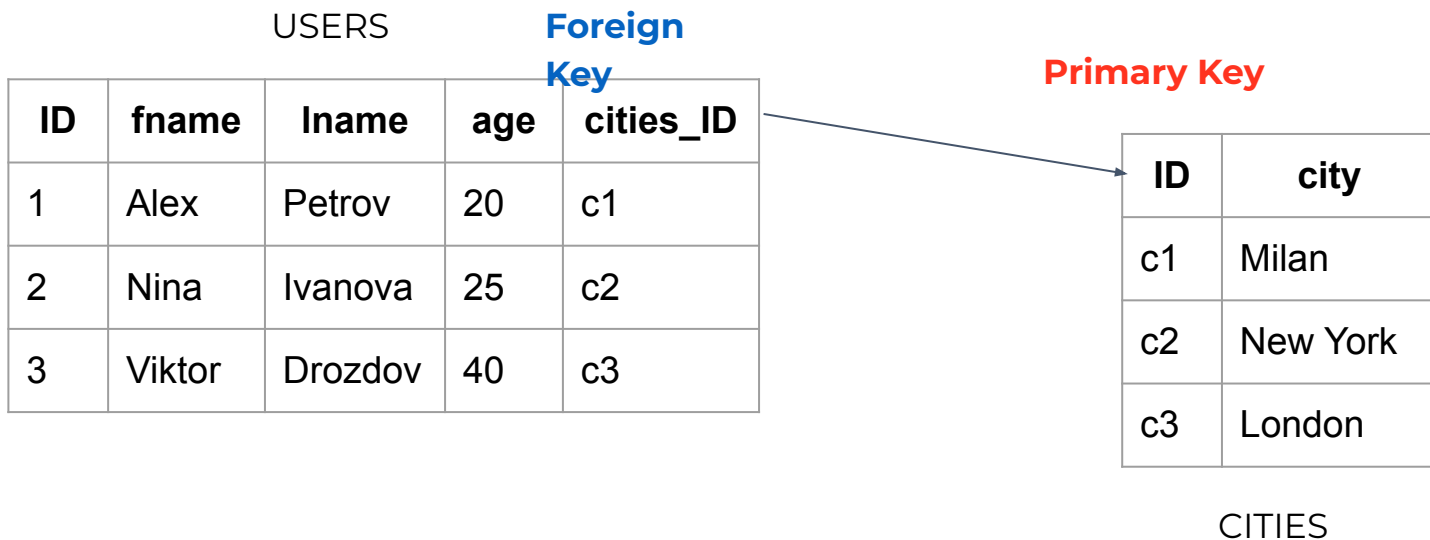 USERS
Foreign
Key
Primary Key
ID fname lname age cities_ID
1 Alex Petrov 20 c1
2 Nina Ivanova 25 c2
3 Viktor Drozdov 40 c3
ID city
c1 Milan
c2 New York
c3 London
CITIES